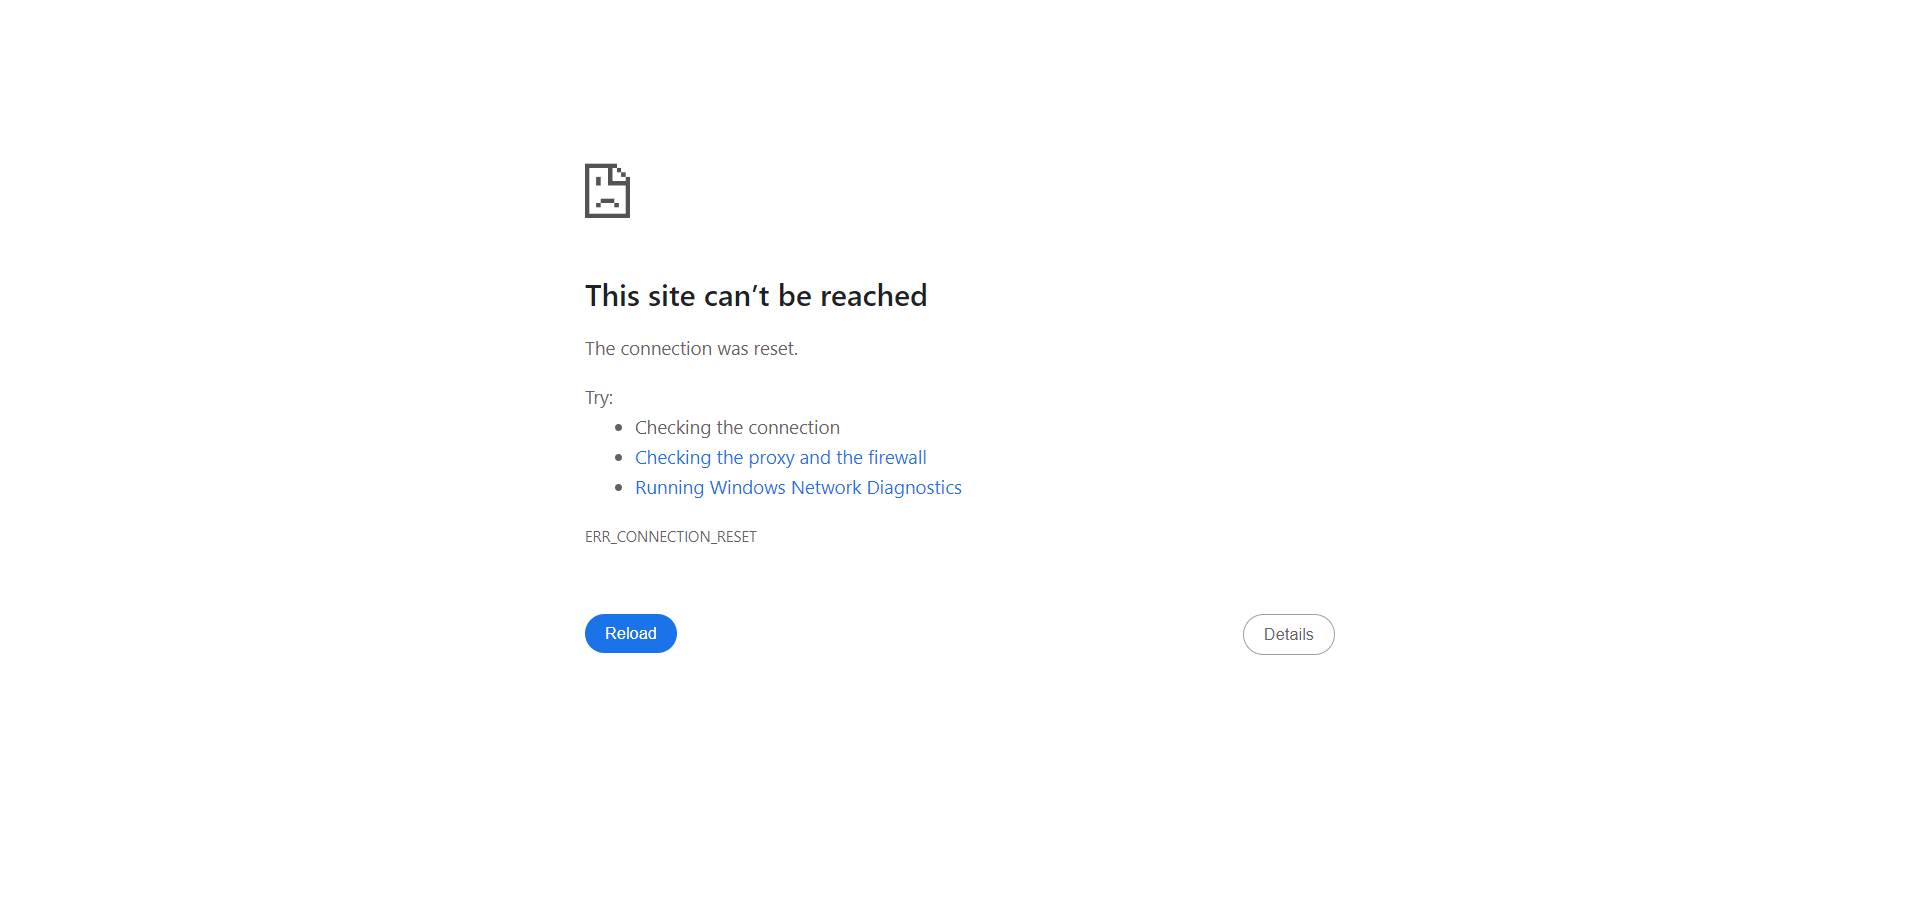 This site can’t be reached
The connection was reset.
Try:
Checking the connection
Checking the proxy and the firewall
Running Windows Network Diagnostics
ERR_CONNECTION_RESET
Reload
Details